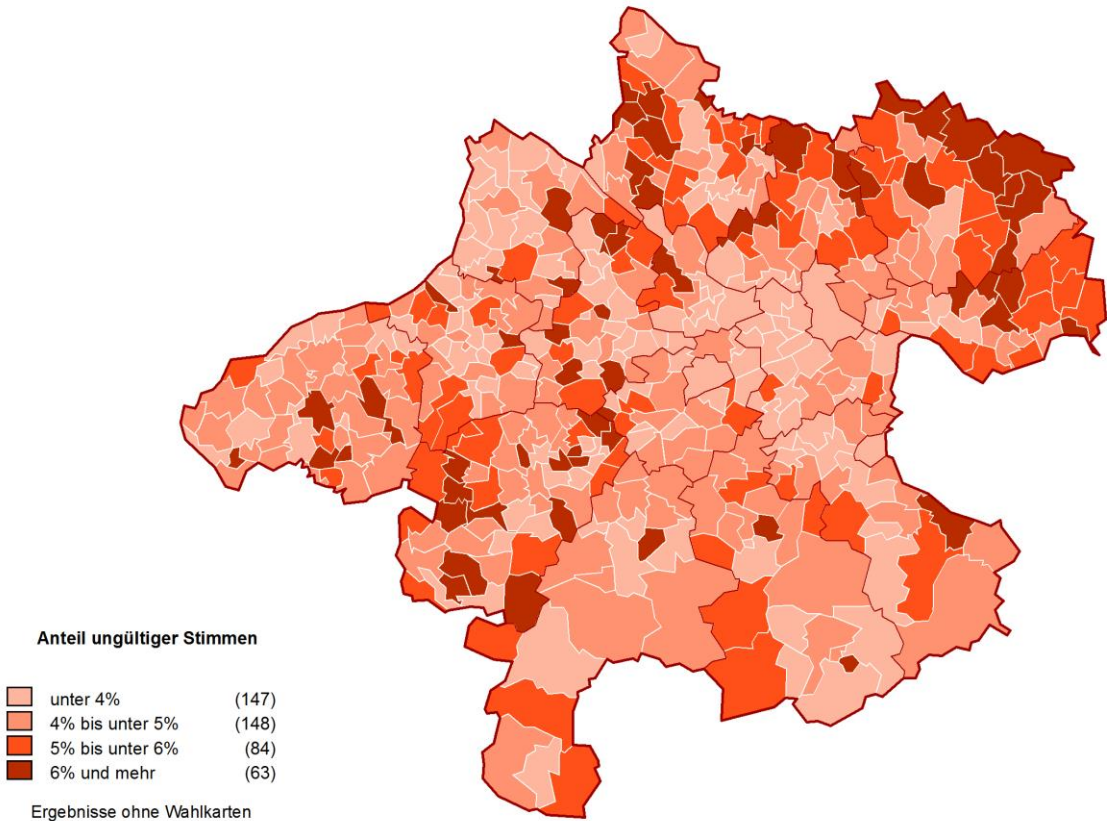 Anteil ungültiger Stimmen
unter 4% (147)
4% bis unter 5% (148)
5% bis unter 6% (84)
6% und mehr (63)
Ergebnisse ohne Wahlkarten